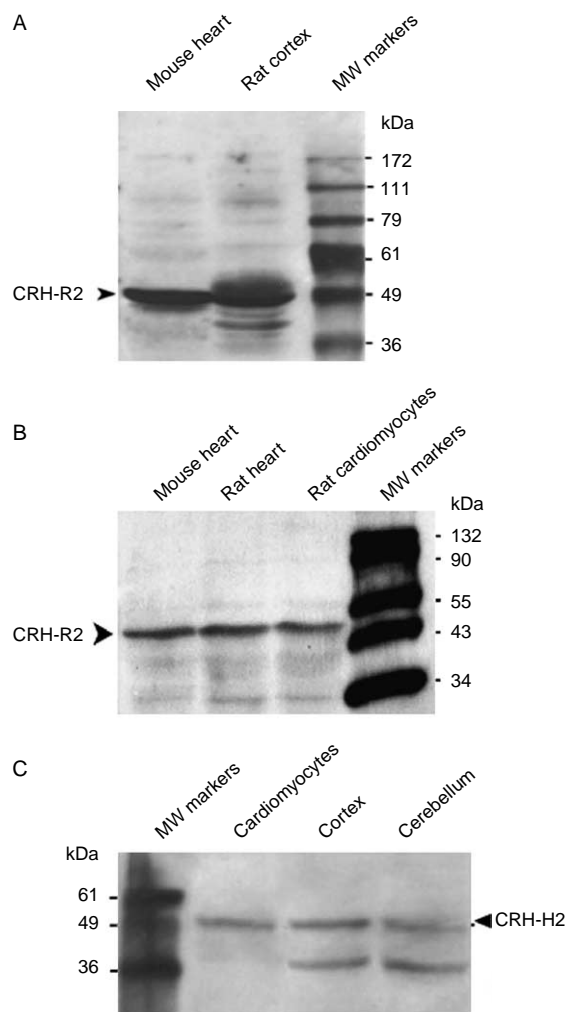 A
Mouse heart
Rat cortex
MW markers
kDa
172
111
79
61
CRH-R2
49
36
B
Mouse heart
Rat heart
Rat cardiomyocytes
MW markers
kDa
132
90
55
CRH-R2
43
34
C
MW markers
Cardiomyocytes
Cortex
Cerebellum
kDa
61
49
CRH-H2
36